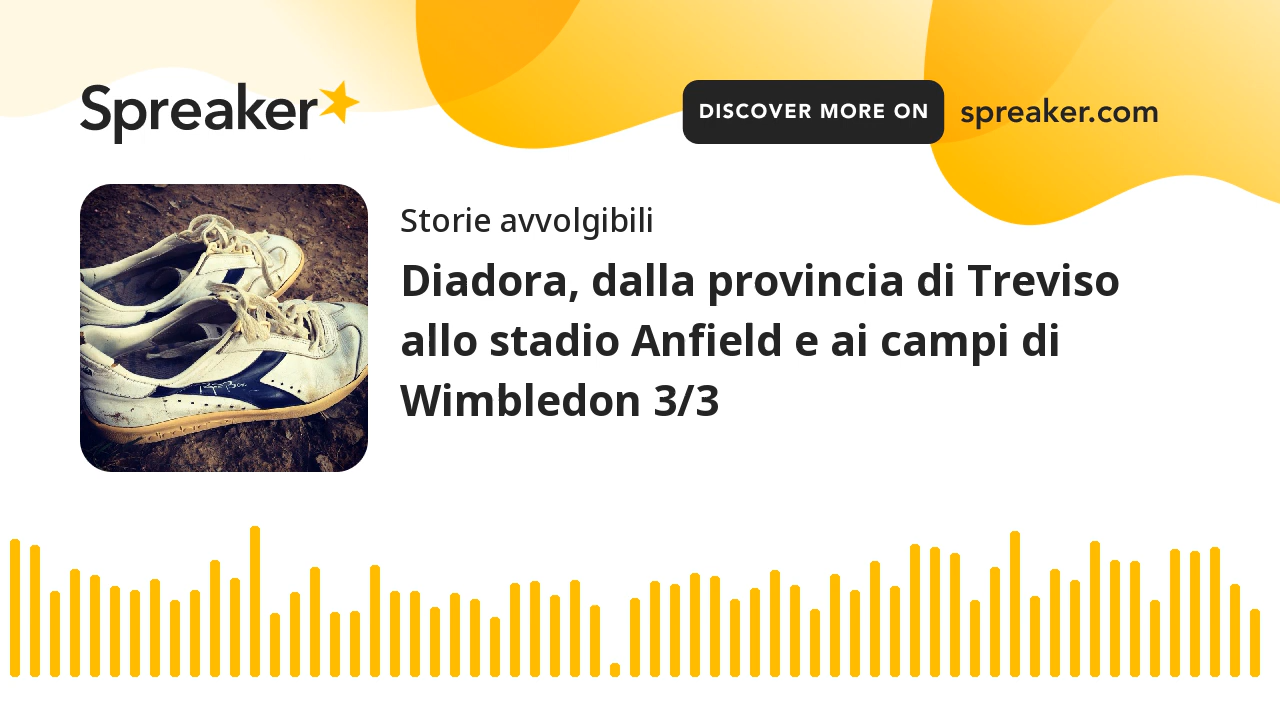 Spreaker
DISCOVER MORE ON
spreaker.com
Storie avvolgibili
Diadora, dalla provincia di Treviso
allo stadio Anfield e ai campi di
Wimbledon 3/3